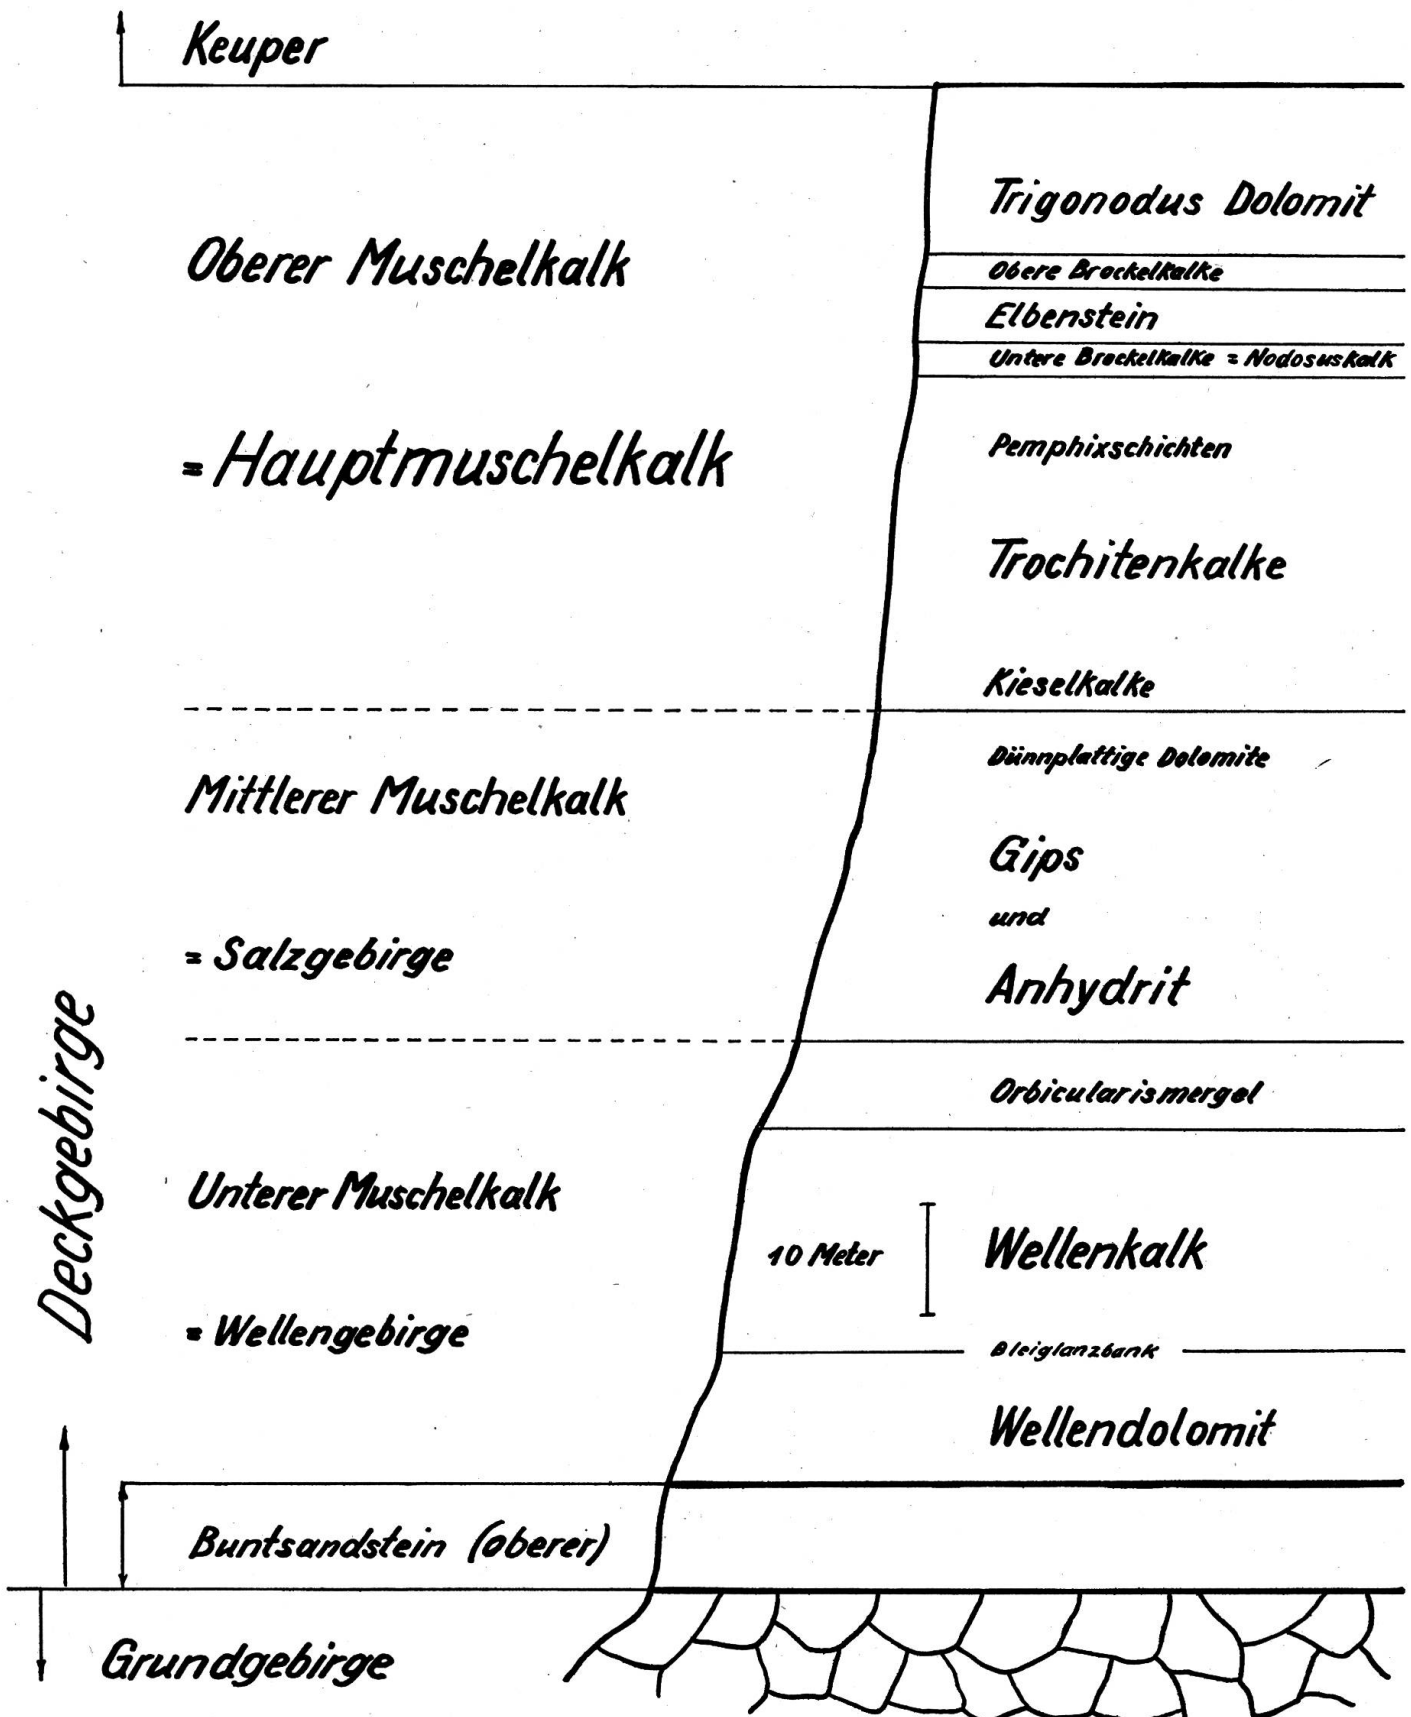 Keuper
Trigonodus Dolomit
Oberer Muschelkalk
Obere Brockelkalke
Elbenstein
Untere Brockelkalke = Nodosuskalk
= Hauptmuschelkalk
Pemphixschichten
Trochitenkalke
Kieselkalke
Mittlerer Muschelkalk
Dünnplattige Dolomite
Gips
und
= Salzgebirge
Anhydrit
Deckgebirge
Orbicularismergel
Unterer Muschelkalk
10 Meter
Wellenkalk
= Wellengebirge
Bleiglanzbank
Wellendolomit
Buntsandstein (oberer)
Grundgebirge